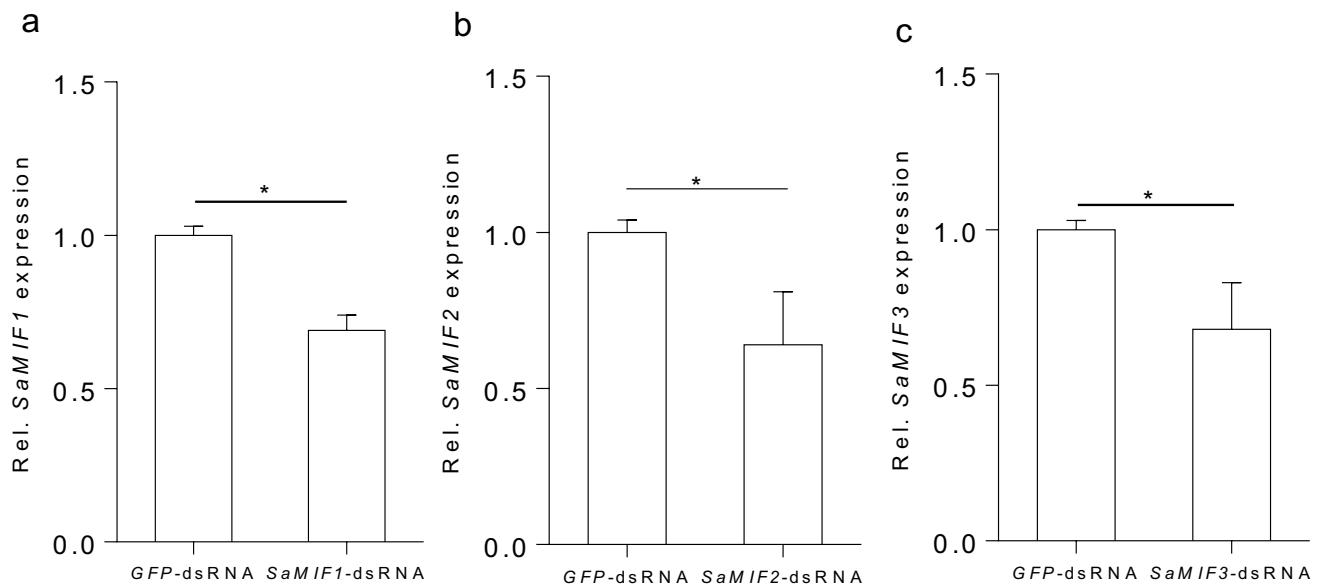 a
Rel. SaMIF1 expression
1.5
1.0
0.5
0.0
*
GFP-dsRNA SaMIF1-dsRNA
b
Rel. SaMIF2 expression
1.5
1.0
0.5
0.0
*
GFP-dsRNA SaMIF2-dsRNA
c
Rel. SaMIF3 expression
1.5
1.0
0.5
0.0
*
GFP-dsRNA SaMIF3-dsRNA